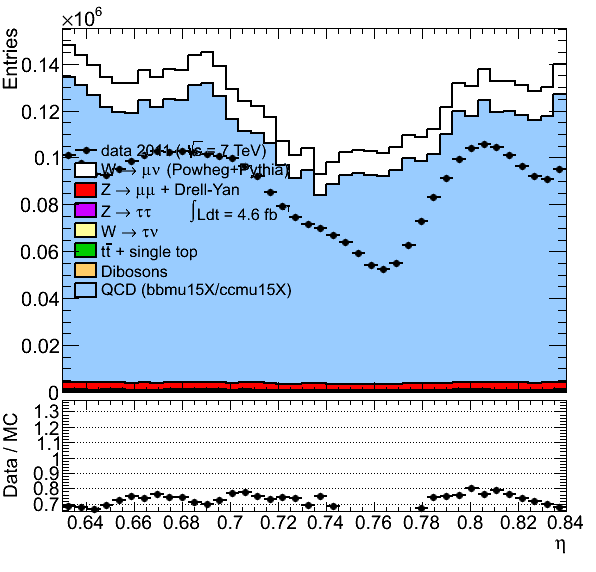 ×10⁶
Entries
0.14
0.12
0.1
0.08
0.06
0.04
0.02
0
data 2011 (√s = 7 TeV)
W → μν (Powheg+Pythia)
Z → μμ + Drell-Yan
Z → ττ
∫Ldt = 4.6 fb⁻¹
W → τν
tt̄ + single top
Dibosons
QCD (bbmu15X/ccmu15X)
Data / MC
1.3
1.2
1.1
1
0.9
0.8
0.7
0.64 0.66 0.68 0.7 0.72 0.74 0.76 0.78 0.8 0.82 0.84
η